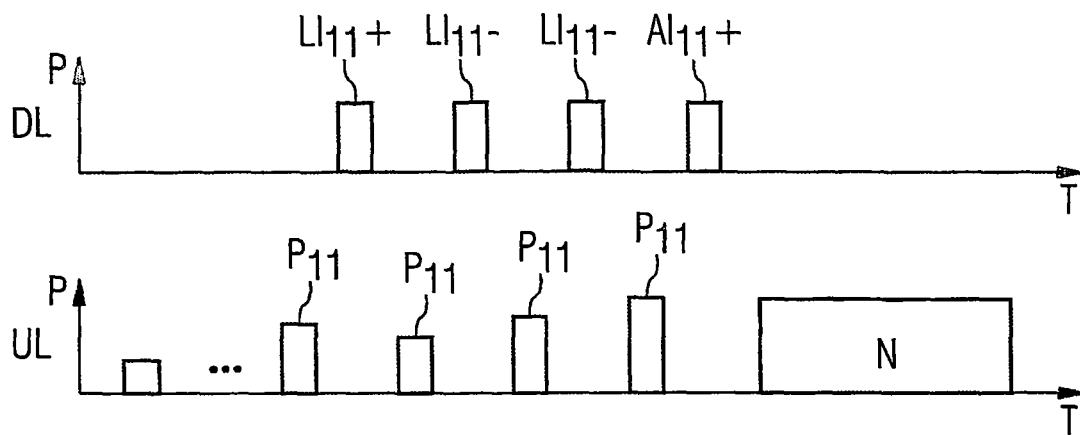 LI11+ LI11- LI11- AI11+
P
DL
T
P11 P11 P11 P11
P
UL
...
N
T